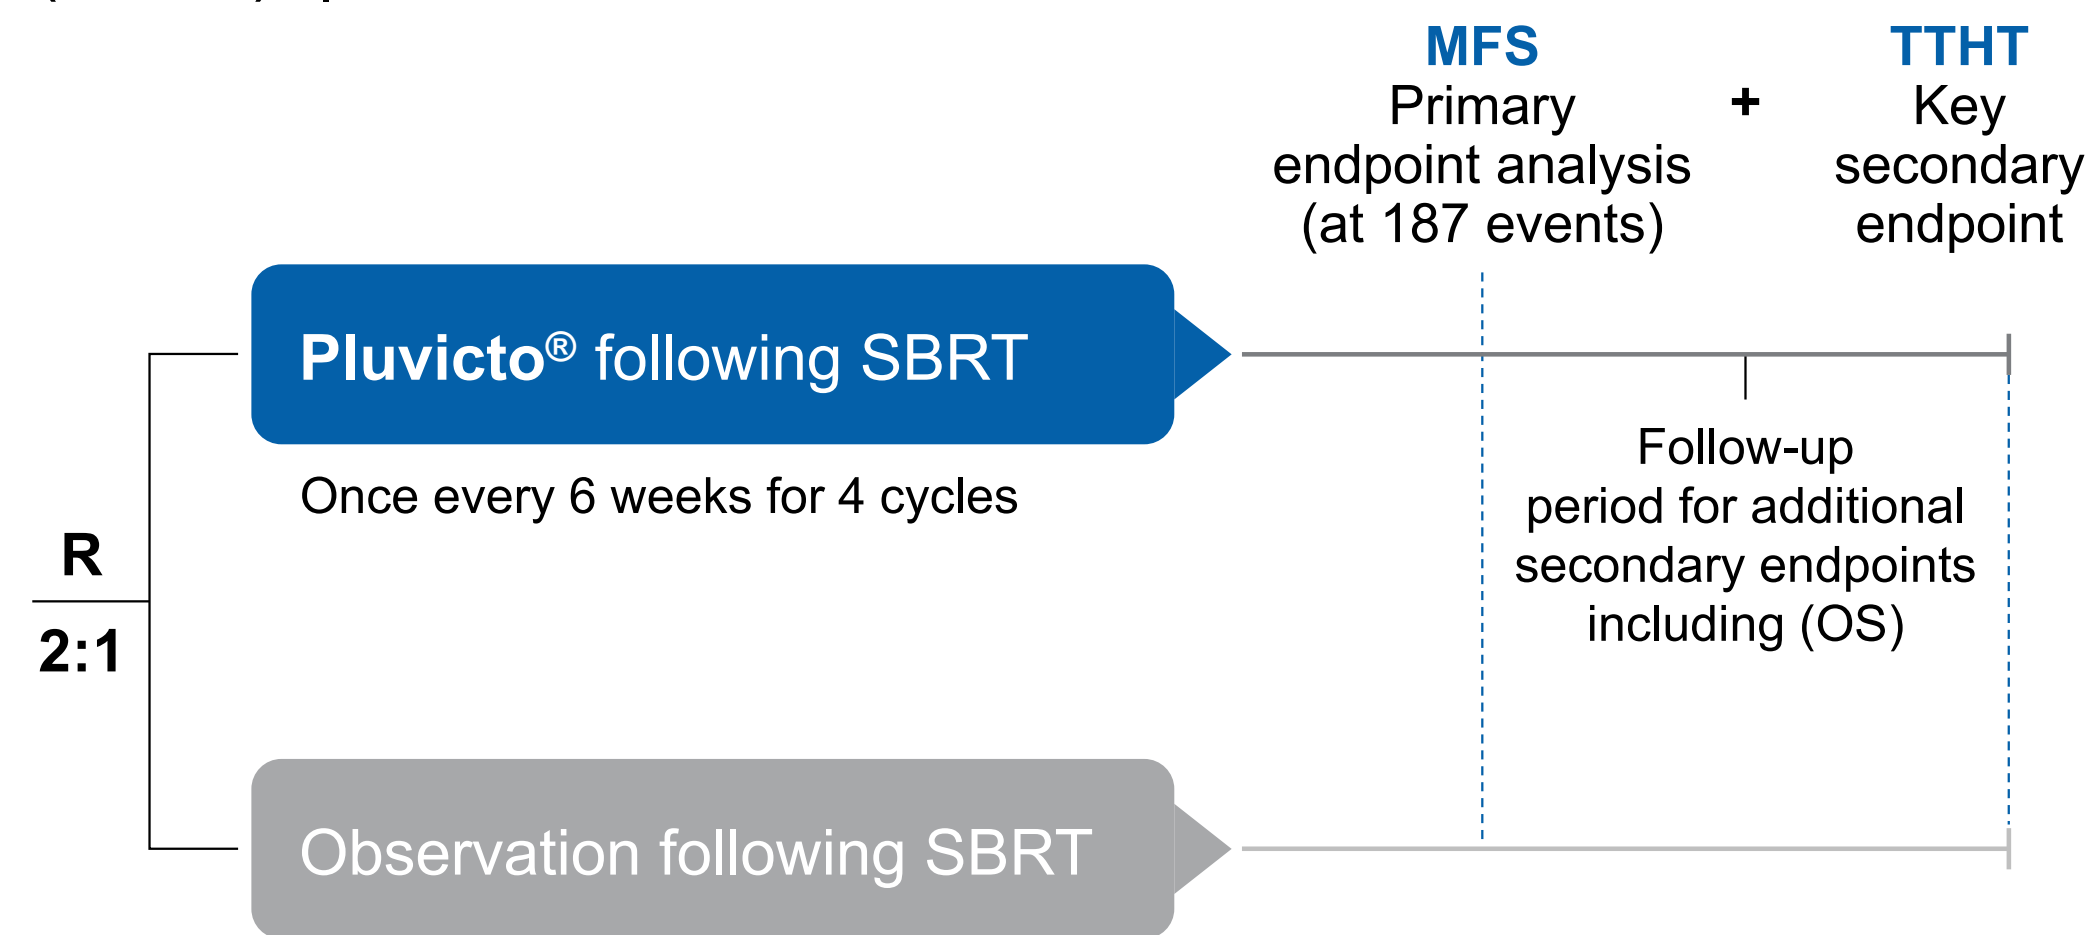 MFS
Primary
endpoint analysis
(at 187 events)
+
TTHT
Key
secondary
endpoint
Pluvicto® following SBRT
Once every 6 weeks for 4 cycles
R
2:1
Follow-up
period for additional
secondary endpoints
including (OS)
Observation following SBRT